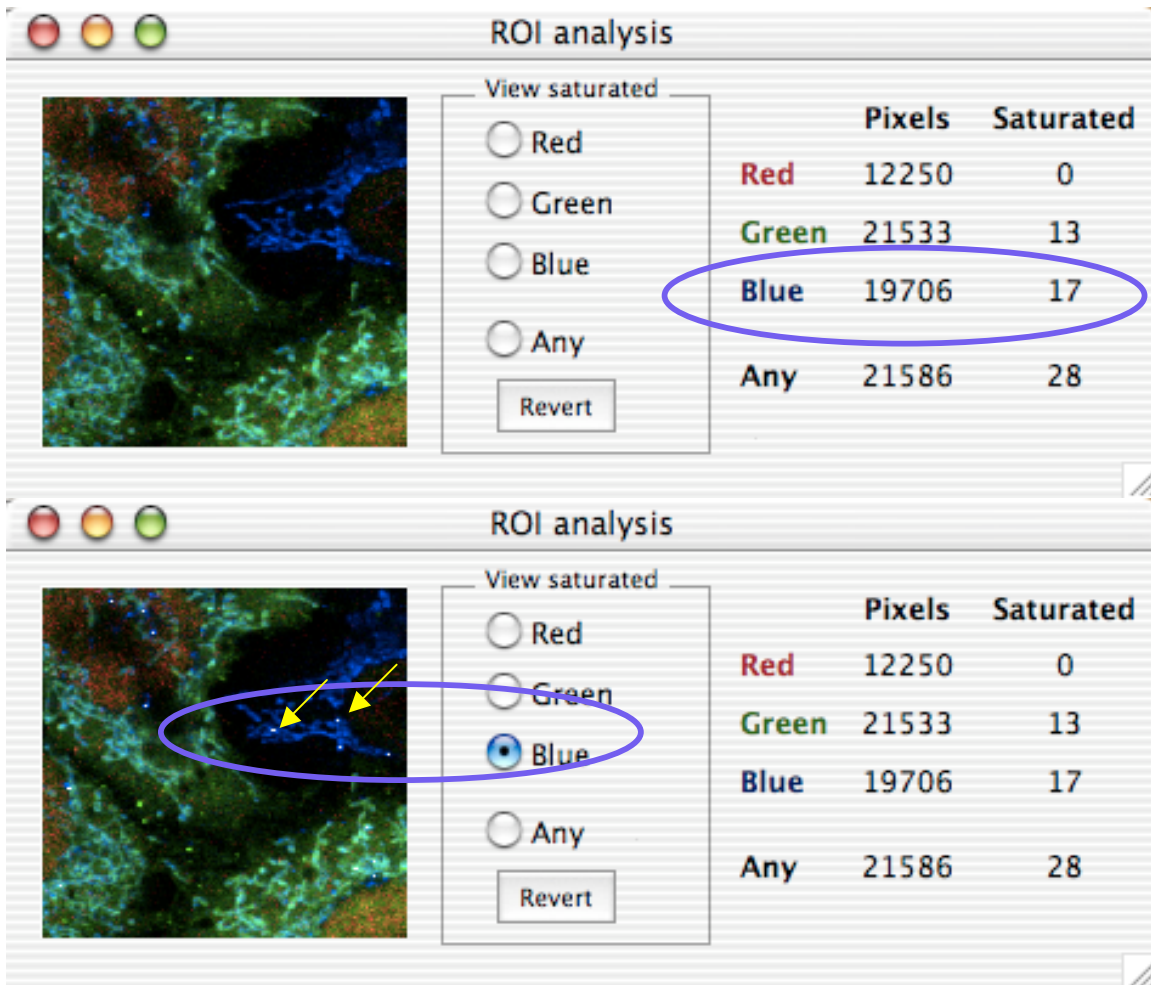 ROI analysis
View saturated
Red
Green
Blue
Any
Revert
Pixels Saturated
Red 12250 0
Green 21533 13
Blue 19706 17
Any 21586 28
ROI analysis
View saturated
Red
Green
Blue
Any
Revert
Pixels Saturated
Red 12250 0
Green 21533 13
Blue 19706 17
Any 21586 28